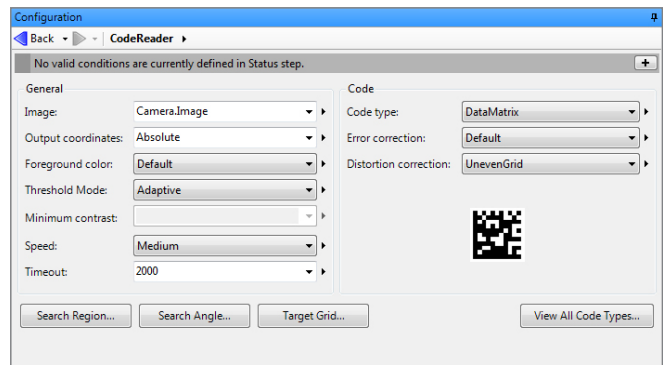 Configuration
Back CodeReader
No valid conditions are currently defined in Status step.
General
Image: Camera.Image
Output coordinates: Absolute
Foreground color: Default
Threshold Mode: Adaptive
Minimum contrast:
Speed: Medium
Timeout: 2000
Code
Code type: DataMatrix
Error correction: Default
Distortion correction: UnevenGrid
Search Region... Search Angle... Target Grid... View All Code Types...